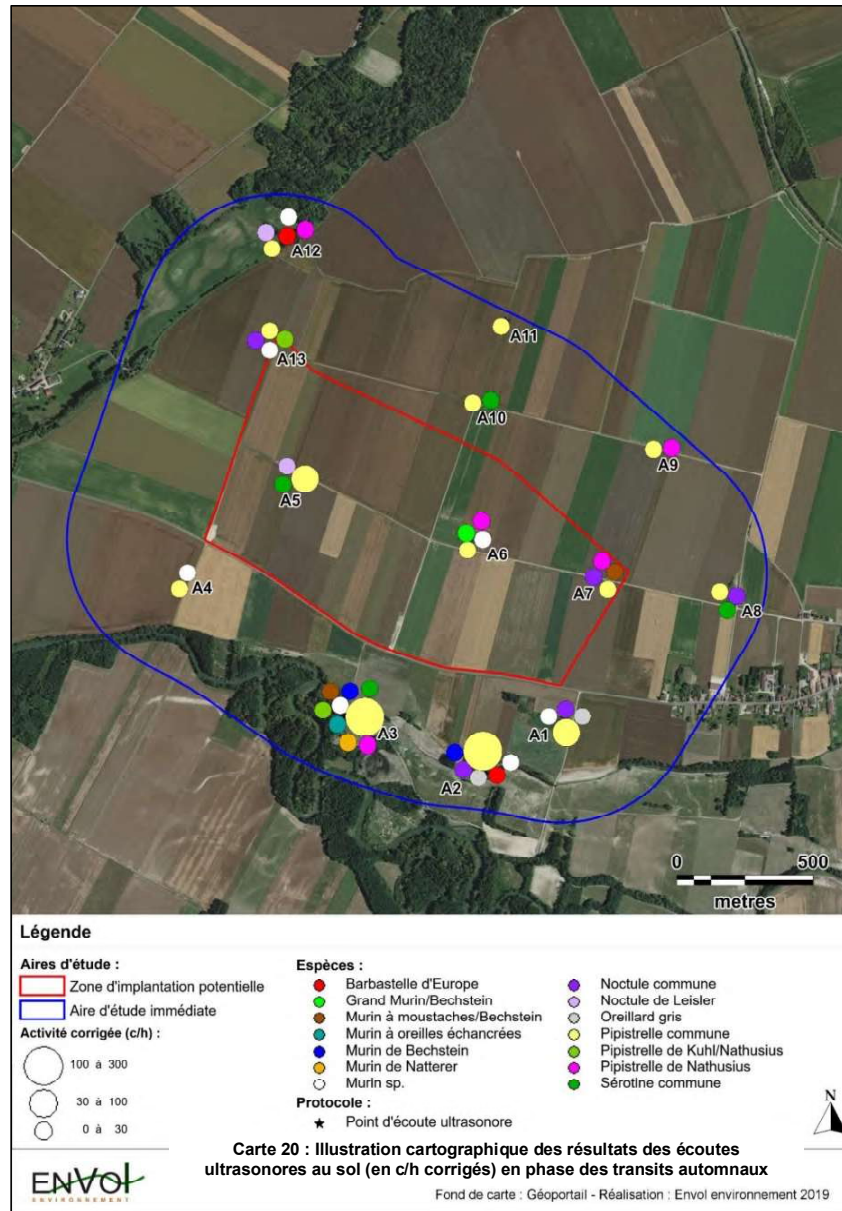 A12
A13
A11
A10
A9
A5
A6
A4
A7
A8
A3
A1
A2
0 500
metres
Légende
Aires d'étude :
Zone d'implantation potentielle
Aire d'étude immédiate
Activité corrigée (c/h) :
100 à 300
30 à 100
0 à 30
Espèces :
Barbastelle d'Europe
Grand Murin/Bechstein
Murin à moustaches/Bechstein
Murin à oreilles échancrées
Murin de Bechstein
Murin de Natterer
Murin sp.
Noctule commune
Noctule de Leisler
Oreillard gris
Pipistrelle commune
Pipistrelle de Kuhl/Nathusius
Pipistrelle de Nathusius
Sérotine commune
Protocole :
Point d'écoute ultrasonore
N
Carte 20 : Illustration cartographique des résultats des écoutes
ultrasonores au sol (en c/h corrigés) en phase des transits automnaux
ENVOL
ENVIRONNEMENT
Fond de carte : Géoportail - Réalisation : Envol environnement 2019